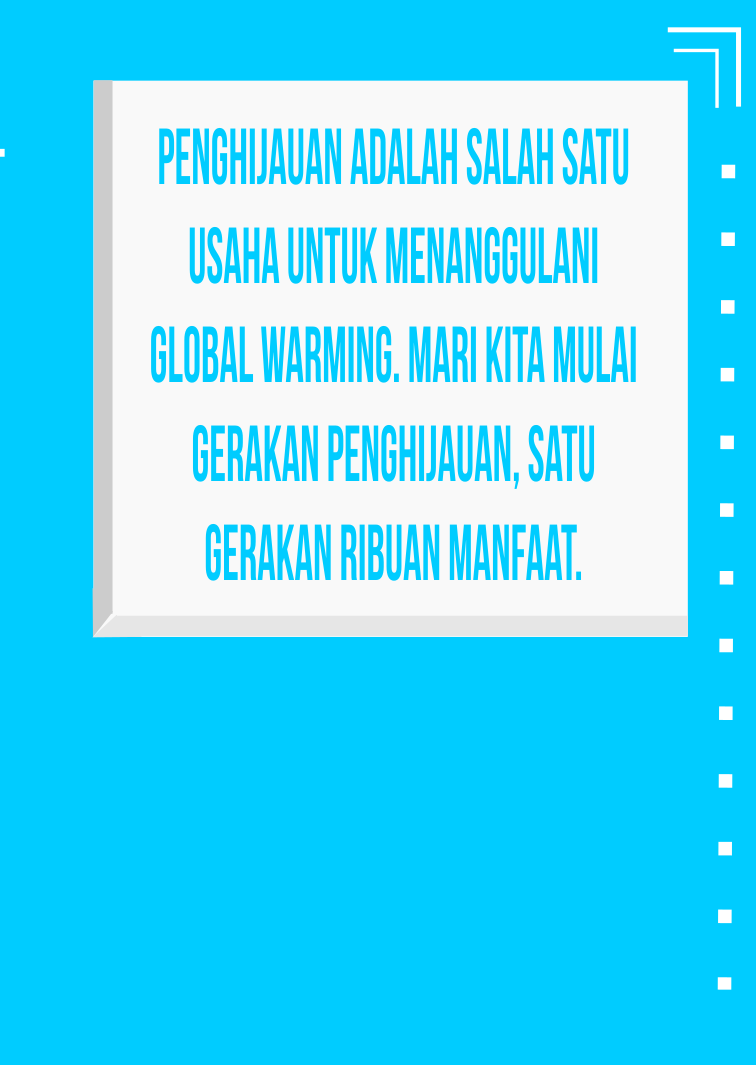 PENGHIJAUAN ADALAH SALAH SATU
USAHA UNTUK MENANGGULANI
GLOBAL WARMING. MARI KITA MULAI
GERAKAN PENGHIJAUAN, SATU
GERAKAN RIBUAN MANFAAT.